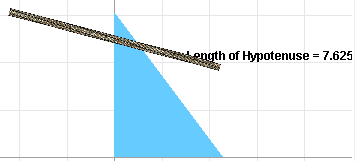 Length of Hypotenuse = 7.625